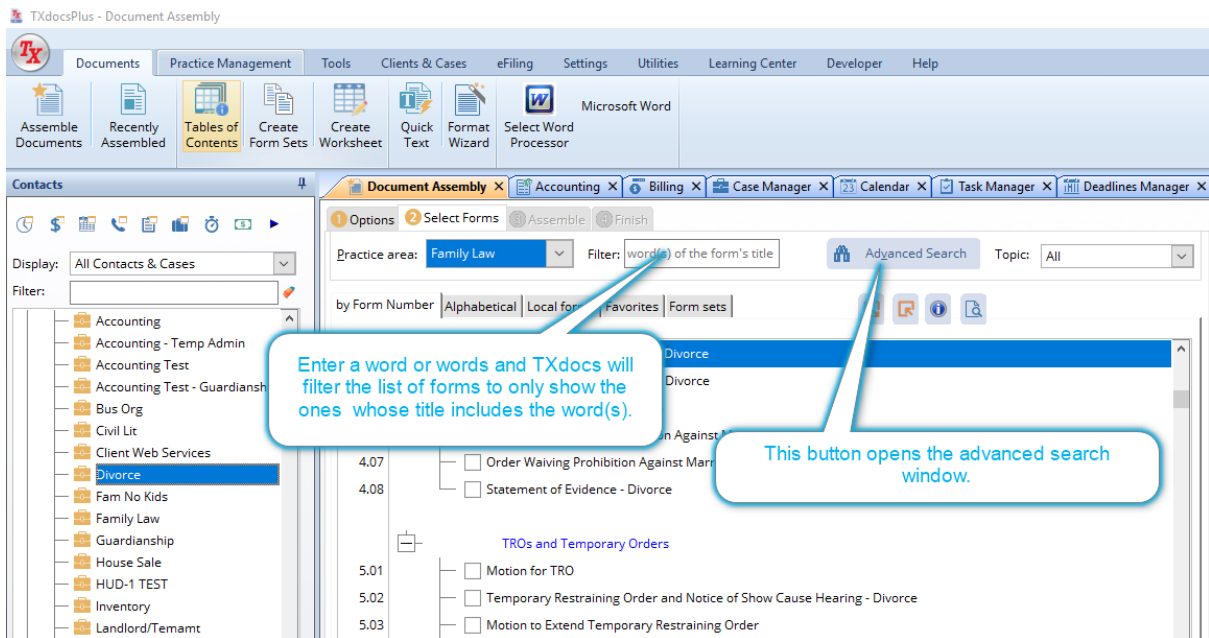 TXdocsPlus - Document Assembly
TX
Documents Practice Management Tools Clients & Cases eFiling Settings Utilities Learning Center Developer Help
Assemble Documents
Recently Assembled
Tables of Contents
Create Form Sets
Create Worksheet
Quick Text
Format Wizard
Select Word Processor
Microsoft Word
Contacts
Document Assembly Accounting Billing Case Manager 23 Calendar Task Manager Deadlines Manager
1 Options 2 Select Forms 3 Assemble 4 Finish
Display: All Contacts & Cases
Filter:
Practice area: Family Law Filter: word(s) of the form's title Advanced Search Topic: All
by Form Number Alphabetical Local Favorites Form sets
Accounting
Accounting - Temp Admin
Accounting Test
Accounting Test - Guardiansh
Bus Org
Civil Lit
Client Web Services
Divorce
Fam No Kids
Family Law
Guardianship
House Sale
HUD-1 TEST
Inventory
Landlord/Temamt
Enter a word or words and TXdocs will
filter the list of forms to only show the
ones whose title includes the word(s).
This button opens the advanced search
window.
Divorce
Divorce
on Against
4.07 Order Waiving Prohibition Against Marr
4.08 Statement of Evidence - Divorce
TROs and Temporary Orders
5.01 Motion for TRO
5.02 Temporary Restraining Order and Notice of Show Cause Hearing - Divorce
5.03 Motion to Extend Temporary Restraining Order